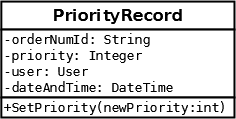 PriorityRecord
-orderNumId: String
-priority: Integer
-user: User
-dateAndTime: DateTime
+SetPriority(newPriority:int)